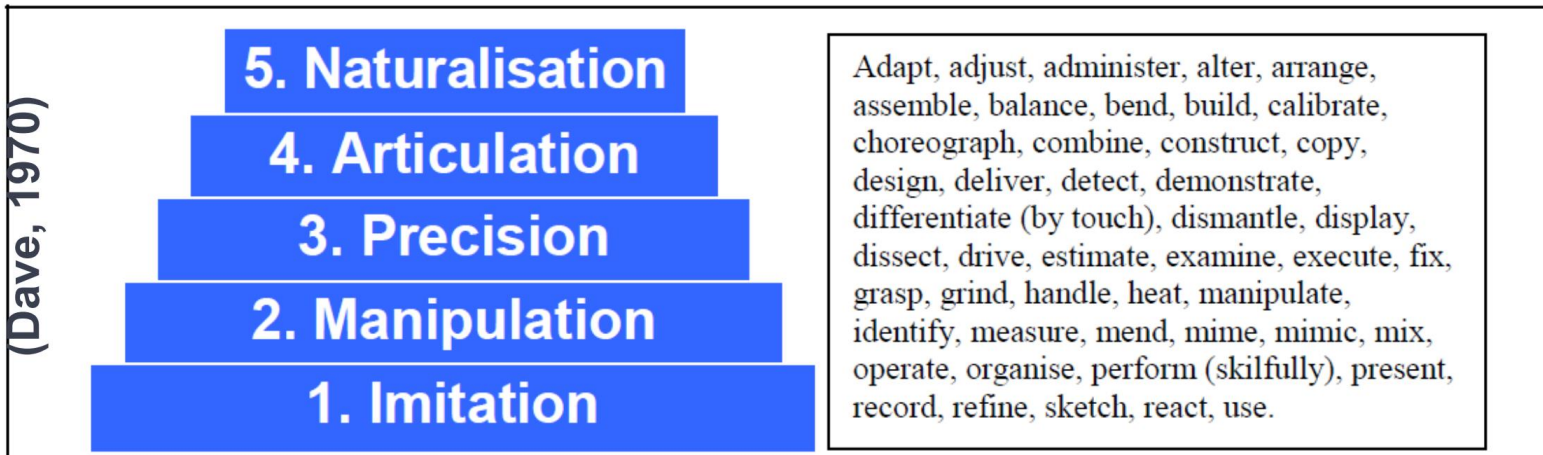 (Dave, 1970)
5. Naturalisation
4. Articulation
3. Precision
2. Manipulation
1. Imitation
Adapt, adjust, administer, alter, arrange,
assemble, balance, bend, build, calibrate,
choreograph, combine, construct, copy,
design, deliver, detect, demonstrate,
differentiate (by touch), dismantle, display,
dissect, drive, estimate, examine, execute, fix,
grasp, grind, handle, heat, manipulate,
identify, measure, mend, mime, mimic, mix,
operate, organise, perform (skilfully), present,
record, refine, sketch, react, use.